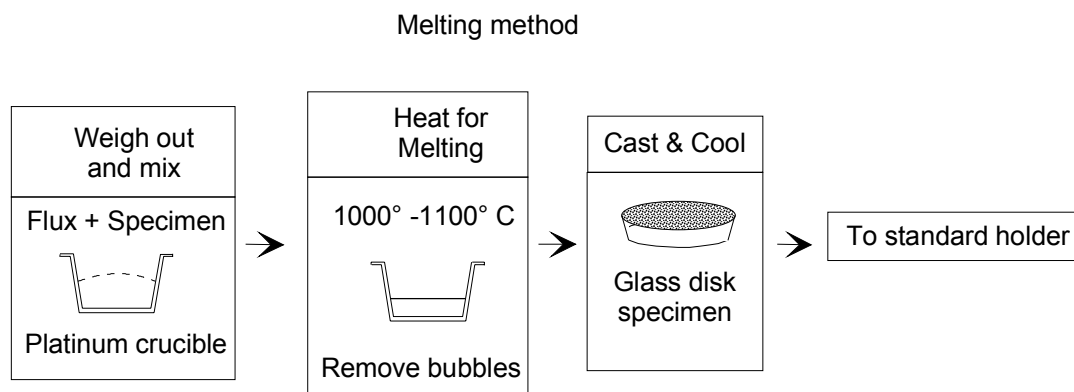 Melting method
Weigh out
and mix
Flux + Specimen
Platinum crucible
Heat for
Melting
1000° -1100° C
Remove bubbles
Cast & Cool
Glass disk
specimen
To standard holder